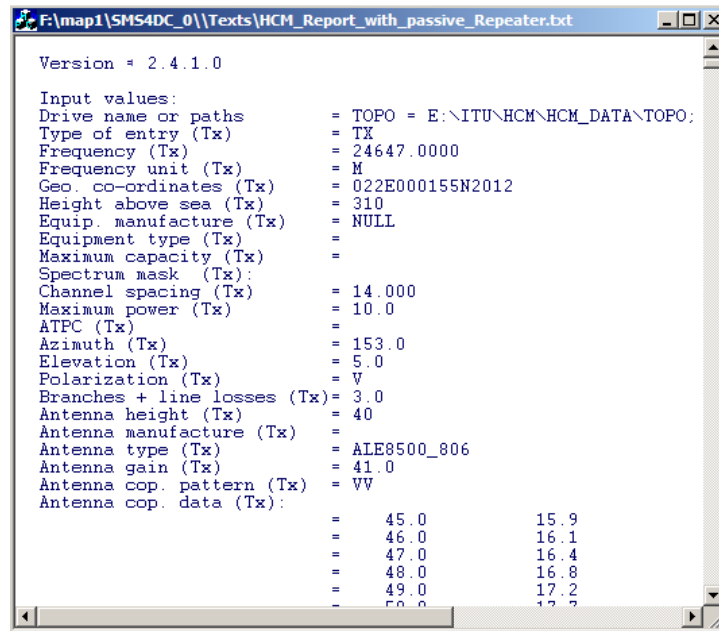 F:\map1\SMS4DC_0\\Texts\HCM_Report_with_passive_Repeater.txt
Version = 2.4.1.0
Input values:
Drive name or paths = TOPO = E:\ITU\HCM\HCM_DATA\TOPO;
Type of entry (Tx) = TX
Frequency (Tx) = 24647.0000
Frequency unit (Tx) = M
Geo. co-ordinates (Tx) = 022E000155N2012
Height above sea (Tx) = 310
Equip. manufacture (Tx) = NULL
Equipment type (Tx) =
Maximum capacity (Tx) =
Spectrum mask (Tx):
Channel spacing (Tx) = 14.000
Maximum power (Tx) = 10.0
ATPC (Tx) =
Azimuth (Tx) = 153.0
Elevation (Tx) = 5.0
Polarization (Tx) = V
Branches + line losses (Tx)= 3.0
Antenna height (Tx) = 40
Antenna manufacture (Tx) =
Antenna type (Tx) = ALE8500_806
Antenna gain (Tx) = 41.0
Antenna cop. pattern (Tx) = VV
Antenna cop. data (Tx):
= 45.0 15.9
= 46.0 16.1
= 47.0 16.4
= 48.0 16.8
= 49.0 17.2